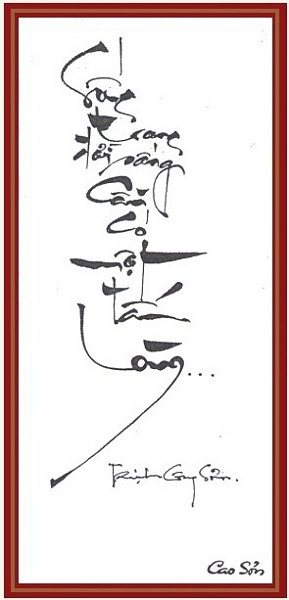 Sống
trong
đời sống
Cần
có
một
tấm
lòng...
Trịnh Công Sơn.
Cao Sơn